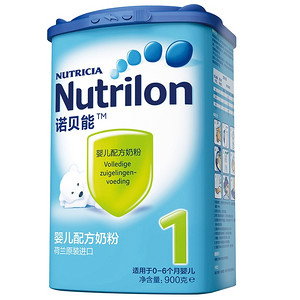 NUTRICIA
Nutrilon
诺贝能™
婴儿配方奶粉
Volledige
zuigelingen-
voeding
1
婴儿配方奶粉
荷兰原装进口
适用于0-6个月婴儿
净含量:900克